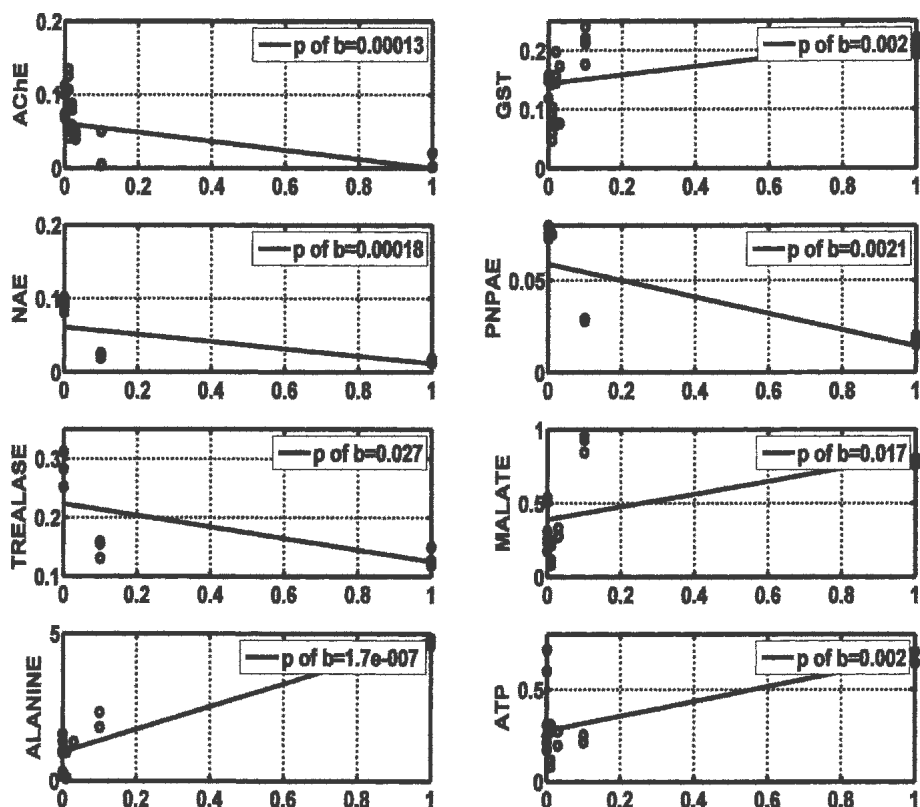 AChE
0.2
0.1
0
p of b=0.00013
0 0.2 0.4 0.6 0.8 1
GST
0.2
0.1
0
p of b=0.002
0 0.2 0.4 0.6 0.8 1
NAE
0.2
0.1
0
p of b=0.00018
0 0.2 0.4 0.6 0.8 1
PNPAE
0.05
0
p of b=0.0021
0 0.2 0.4 0.6 0.8 1
TREALASE
0.3
0.2
0.1
p of b=0.027
0 0.2 0.4 0.6 0.8 1
MALATE
1
0.5
0
p of b=0.017
0 0.2 0.4 0.6 0.8 1
ALANINE
5
0
p of b=1.7e-007
0 0.2 0.4 0.6 0.8 1
ATP
0.5
0
p of b=0.002
0 0.2 0.4 0.6 0.8 1